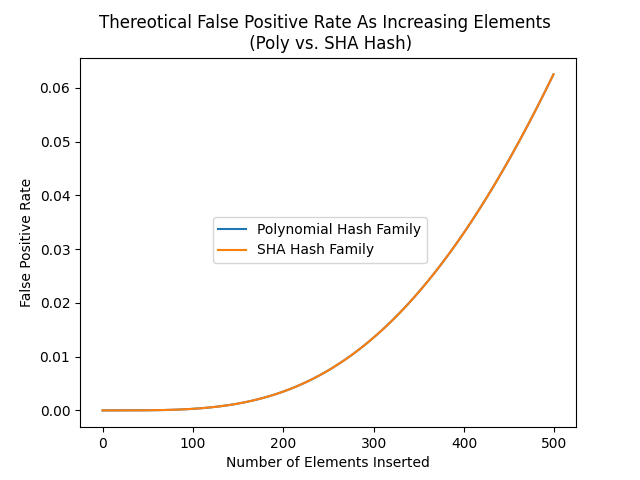 Thereotical False Positive Rate As Increasing Elements
(Poly vs. SHA Hash)
0.06
0.05
0.04
0.03
0.02
0.01
0.00
False Positive Rate
Polynomial Hash Family
SHA Hash Family
0 100 200 300 400 500
Number of Elements Inserted